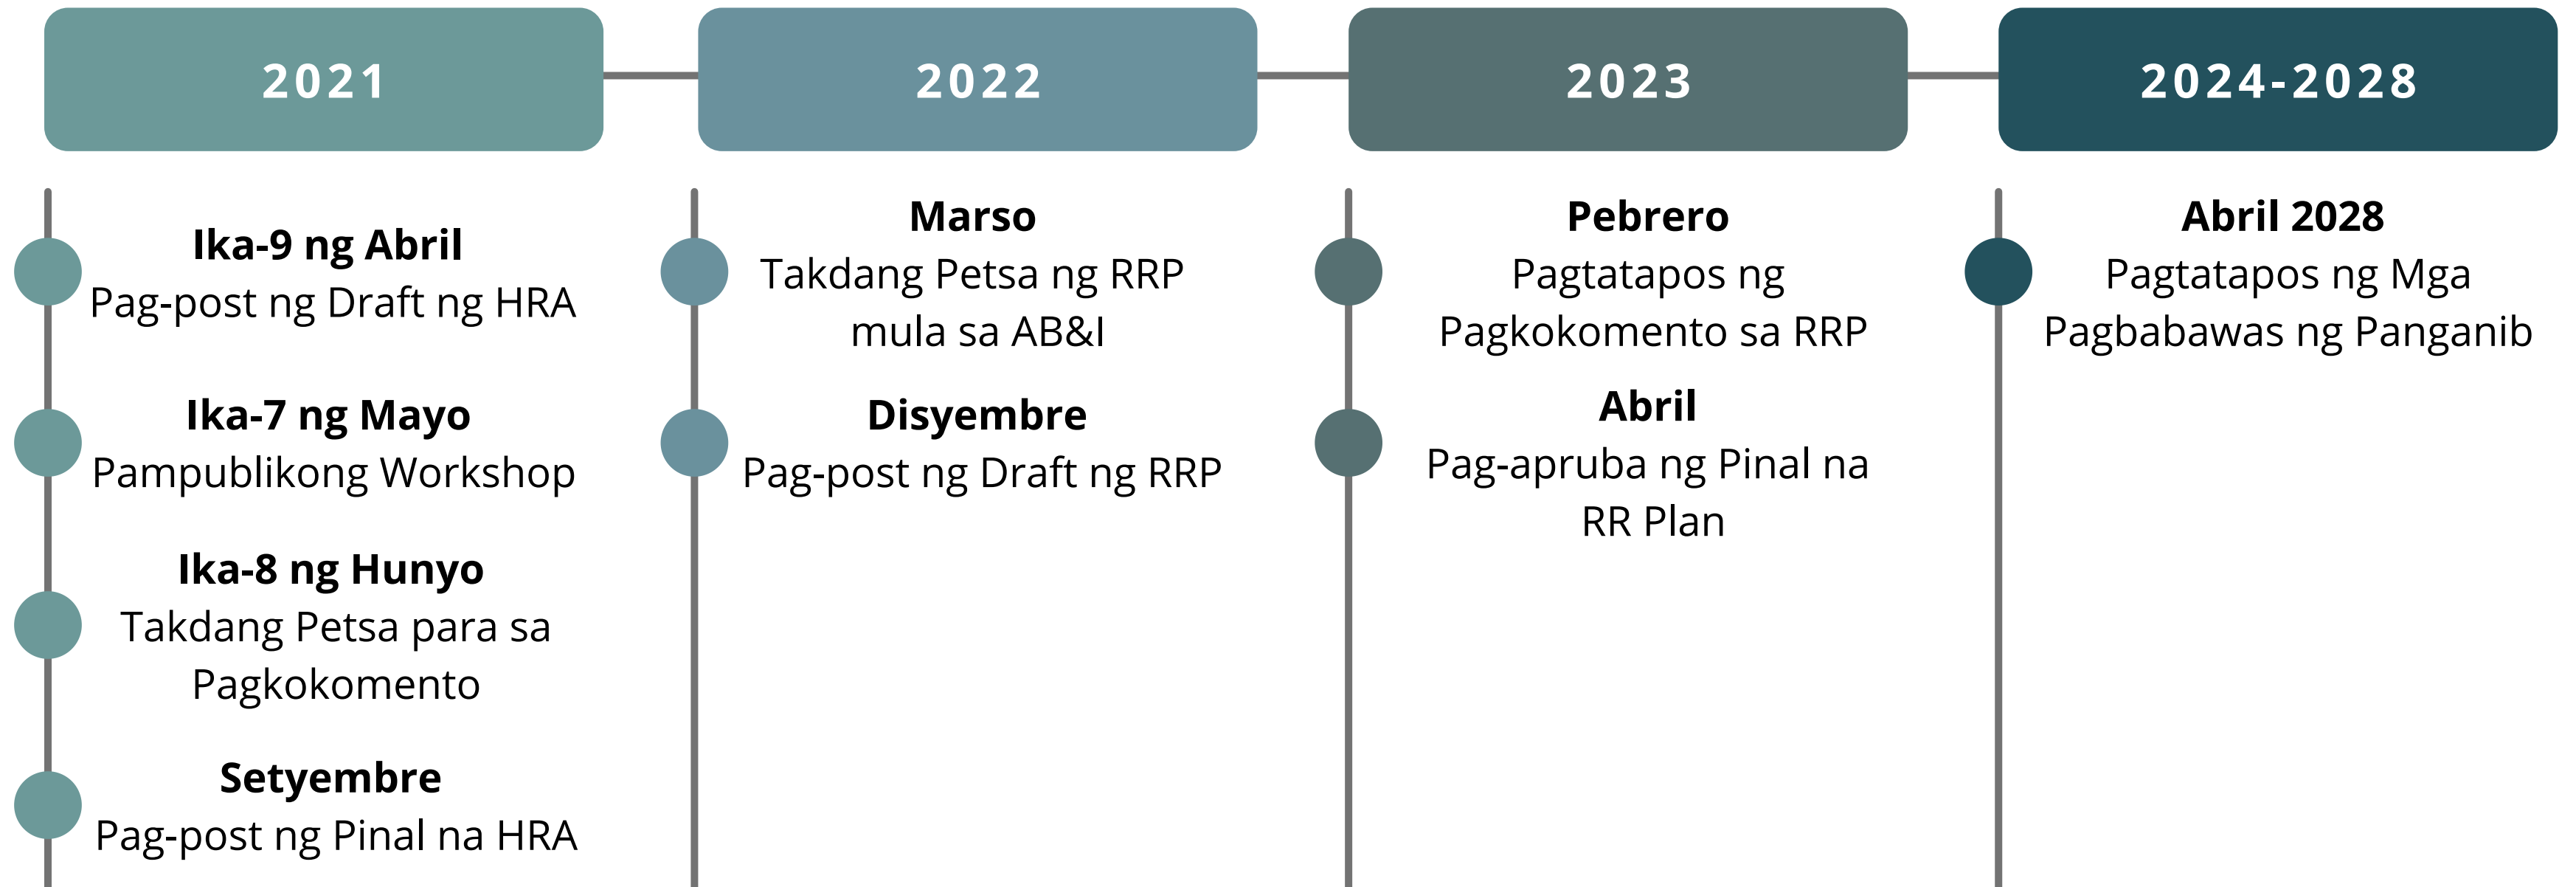 2021
Ika-9 ng Abril
Pag-post ng Draft ng HRA
Ika-7 ng Mayo
Pampublikong Workshop
Ika-8 ng Hunyo
Takdang Petsa para sa
Pagkokomento
Setyembre
Pag-post ng Pinal na HRA
2022
Marso
Takdang Petsa ng RRP
mula sa AB&I
Disyembre
Pag-post ng Draft ng RRP
2023
Pebrero
Pagtatapos ng
Pagkokomento sa RRP
Abril
Pag-apruba ng Pinal na
RR Plan
2024-2028
Abril 2028
Pagtatapos ng Mga
Pagbabawas ng Panganib